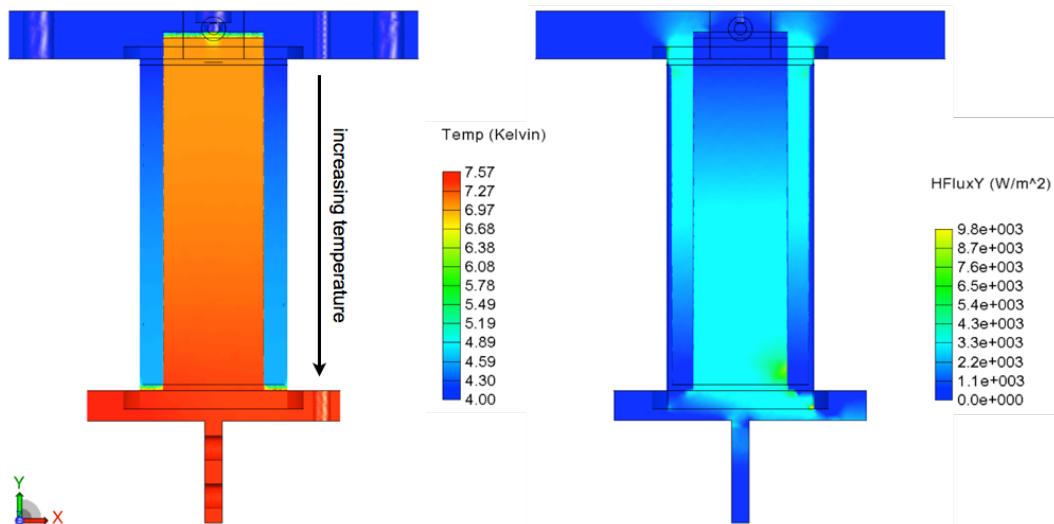 increasing temperature
Temp (Kelvin)
7.57
7.27
6.97
6.68
6.38
6.08
5.78
5.49
5.19
4.89
4.59
4.30
4.00
HFluxY (W/m^2)
9.8e+003
8.7e+003
7.6e+003
6.5e+003
5.4e+003
4.3e+003
3.3e+003
2.2e+003
1.1e+003
0.0e+000
Y
X